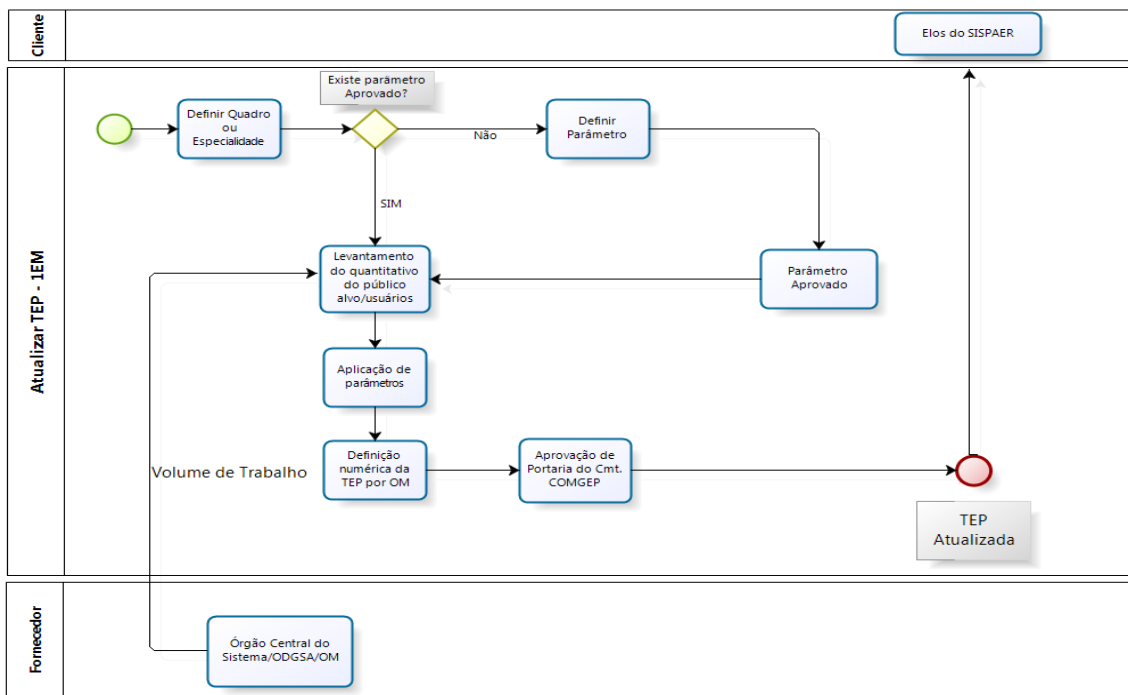 Cliente
Elos do SISPAER
Atualizar TEP - 1EM
Existe parâmetro
Aprovado?
Definir Quadro
ou
Especialidade
Não
Definir
Parâmetro
SIM
Levantamento
do quantitativo
do público
alvo/usuários
Parâmetro
Aprovado
Aplicação de
parâmetros
Volume de Trabalho
Definição
numérica da
TEP por OM
Aprovação de
Portaria do Cmt.
COMGEP
TEP
Atualizada
Fornecedor
Órgão Central do
Sistema/ODGSA/OM